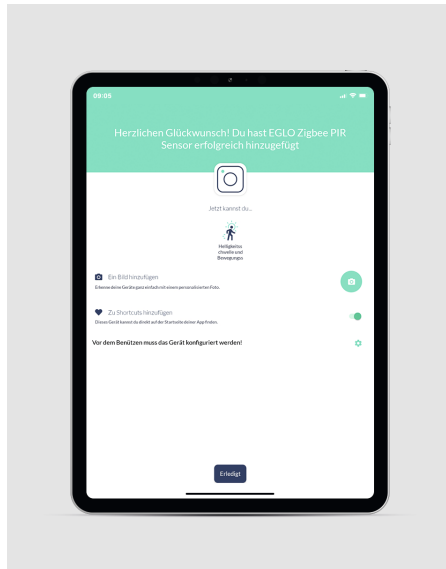 09:05
Herzlichen Glückwunsch! Du hast EGLO Zigbee PIR
Sensor erfolgreich hinzugefügt
Jetzt kannst du...
Helligkeitss
chwelle und
Bewegungss
Ein Bild hinzufügen
Erkenne deine Geräte ganz einfach mit einem personalisierten Foto.
Zu Shortcuts hinzufügen
Dieses Gerät kannst du direkt auf der Startseite deiner App finden.
Vor dem Benützen muss das Gerät konfiguriert werden!
Erledigt